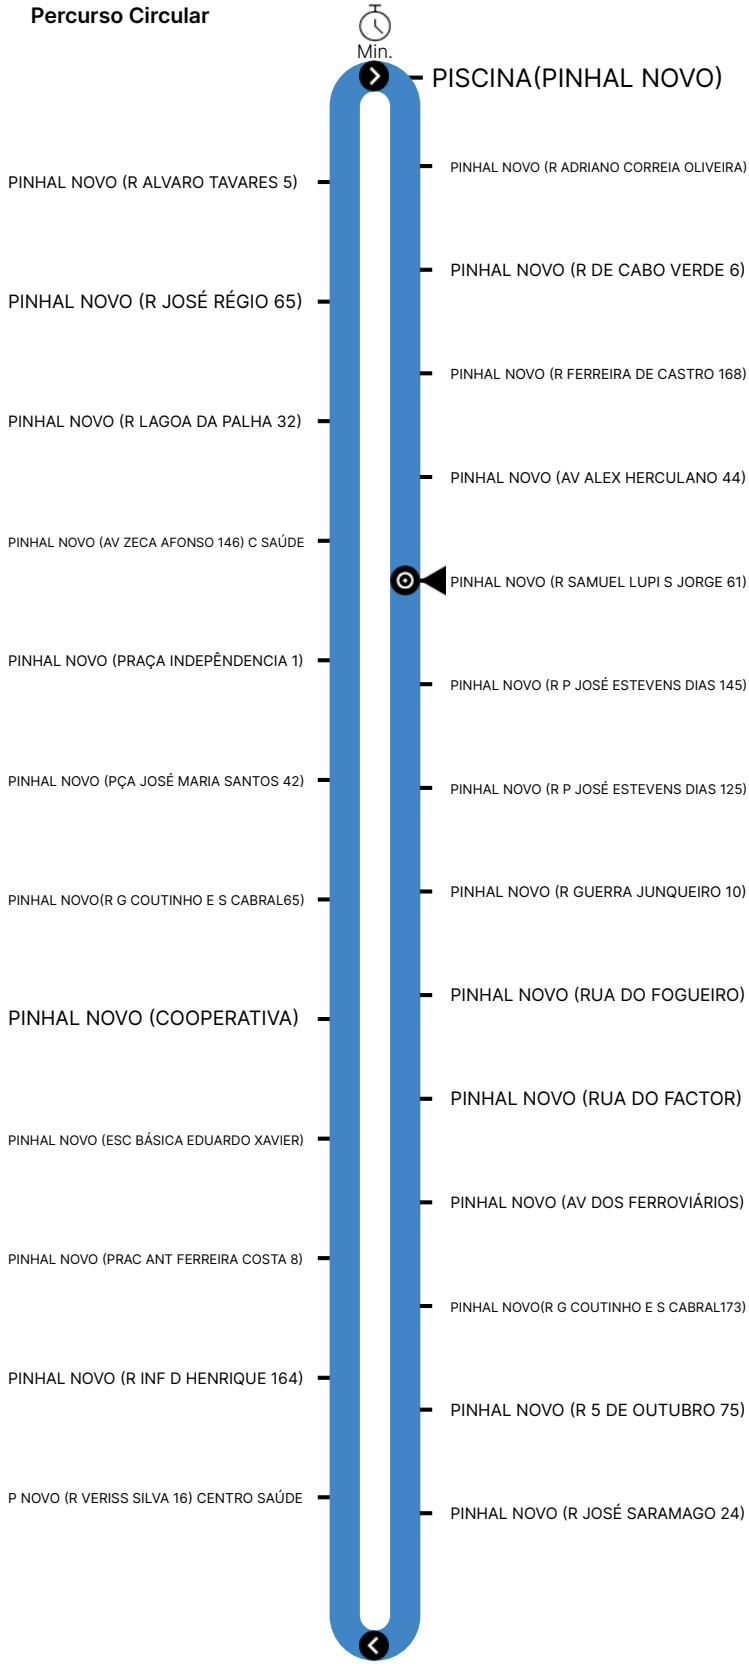 Percurso Circular
Min.
PISCINA(PINHAL NOVO)
PINHAL NOVO (R ADRIANO CORREIA OLIVEIRA)
PINHAL NOVO (R DE CABO VERDE 6)
PINHAL NOVO (R FERREIRA DE CASTRO 168)
PINHAL NOVO (AV ALEX HERCULANO 44)
PINHAL NOVO (R SAMUEL LUPI S JORGE 61)
PINHAL NOVO (R P JOSÉ ESTEVENS DIAS 145)
PINHAL NOVO (R P JOSÉ ESTEVENS DIAS 125)
PINHAL NOVO (R GUERRA JUNQUEIRO 10)
PINHAL NOVO (RUA DO FOGUEIRO)
PINHAL NOVO (RUA DO FACTOR)
PINHAL NOVO (AV DOS FERROVIÁRIOS)
PINHAL NOVO(R G COUTINHO E S CABRAL173)
PINHAL NOVO (R 5 DE OUTUBRO 75)
PINHAL NOVO (R JOSÉ SARAMAGO 24)
PINHAL NOVO (R ALVARO TAVARES 5)
PINHAL NOVO (R JOSÉ RÉGIO 65)
PINHAL NOVO (R LAGOA DA PALHA 32)
PINHAL NOVO (AV ZECA AFONSO 146) C SAÚDE
PINHAL NOVO (PRAÇA INDEPÊNDENCIA 1)
PINHAL NOVO (PÇA JOSÉ MARIA SANTOS 42)
PINHAL NOVO(R G COUTINHO E S CABRAL65)
PINHAL NOVO (COOPERATIVA)
PINHAL NOVO (ESC BÁSICA EDUARDO XAVIER)
PINHAL NOVO (PRAC ANT FERREIRA COSTA 8)
PINHAL NOVO (R INF D HENRIQUE 164)
P NOVO (R VERISS SILVA 16) CENTRO SAÚDE